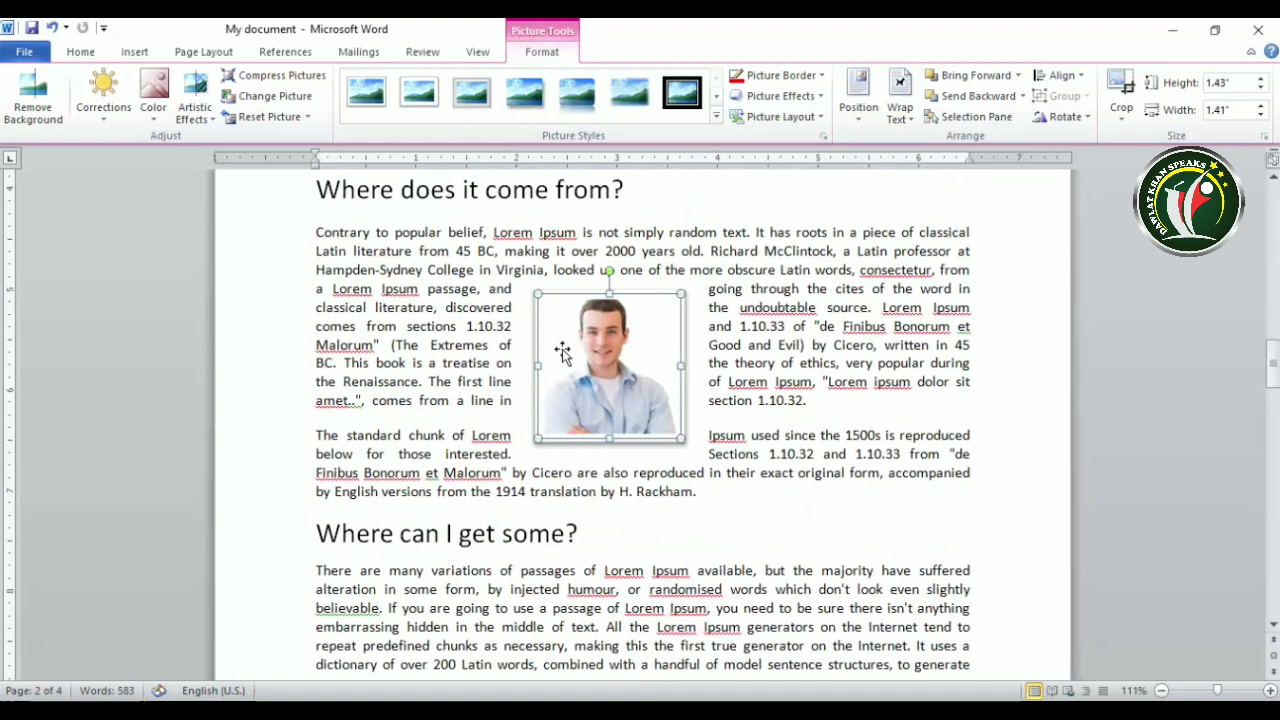 My document - Microsoft Word
Picture Tools
File Home Insert Page Layout References Mailings Review View Format
Remove Background
Corrections
Color
Artistic Effects
Compress Pictures
Change Picture
Reset Picture
Adjust
Picture Styles
Picture Border
Picture Effects
Picture Layout
Position
Wrap Text
Bring Forward
Send Backward
Selection Pane
Align
Group
Rotate
Arrange
Crop
Height: 1.43"
Width: 1.41"
Size
1 1 2 3 4 5 6 7
DAWLAT KHAN SPEAKS
Where does it come from?
Contrary to popular belief, Lorem Ipsum is not simply random text. It has roots in a piece of classical
Latin literature from 45 BC, making it over 2000 years old. Richard McClintock, a Latin professor at
Hampden-Sydney College in Virginia, looked up one of the more obscure Latin words, consectetur, from
a Lorem Ipsum passage, and going through the cites of the word in
classical literature, discovered the undoubtable source. Lorem Ipsum
comes from sections 1.10.32 and 1.10.33 of "de Finibus Bonorum et
Malorum" (The Extremes of Good and Evil) by Cicero, written in 45
BC. This book is a treatise on the theory of ethics, very popular during
the Renaissance. The first line of Lorem Ipsum, "Lorem ipsum dolor sit
amet..", comes from a line in section 1.10.32.
The standard chunk of Lorem Ipsum used since the 1500s is reproduced
below for those interested. Sections 1.10.32 and 1.10.33 from "de
Finibus Bonorum et Malorum" by Cicero are also reproduced in their exact original form, accompanied
by English versions from the 1914 translation by H. Rackham.
Where can I get some?
There are many variations of passages of Lorem Ipsum available, but the majority have suffered
alteration in some form, by injected humour, or randomised words which don't look even slightly
believable. If you are going to use a passage of Lorem Ipsum, you need to be sure there isn't anything
embarrassing hidden in the middle of text. All the Lorem Ipsum generators on the Internet tend to
repeat predefined chunks as necessary, making this the first true generator on the Internet. It uses a
dictionary of over 200 Latin words, combined with a handful of model sentence structures, to generate
Page: 2 of 4 Words: 583 English (U.S.) 111%